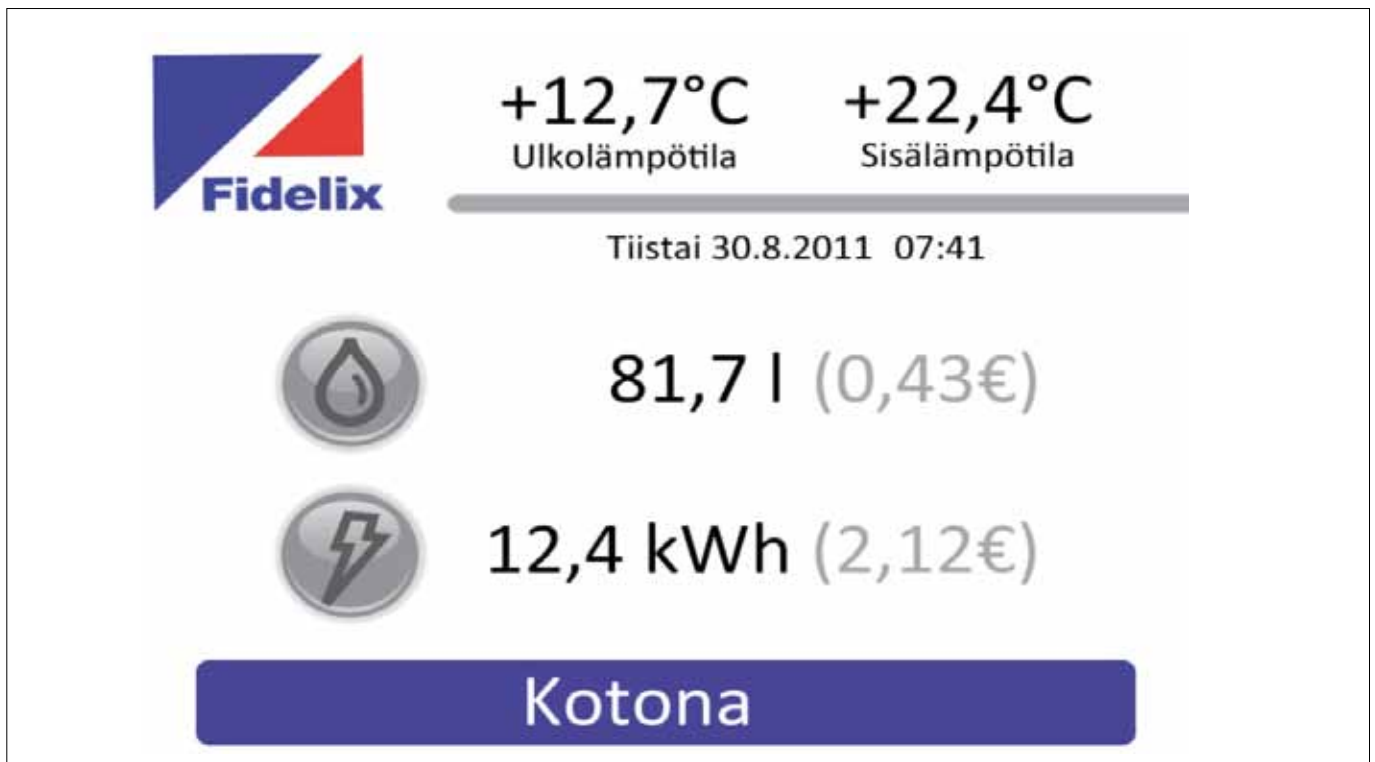 Fidelix
+12,7°C +22,4°C
Ulkolämpötila Sisälämpötila
Tiistai 30.8.2011 07:41
81,7 l (0,43€)
12,4 kWh (2,12€)
Kotona